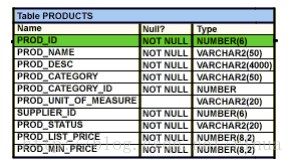 Table PRODUCTS
Name Null? Type
PROD_ID NOT NULL NUMBER(6)
PROD_NAME NOT NULL VARCHAR2(50)
PROD_DESC NOT NULL VARCHAR2(4000)
PROD_CATEGORY NOT NULL VARCHAR2(50)
PROD_CATEGORY_ID NOT NULL NUMBER
PROD_UNIT_OF_MEASURE VARCHAR2(20)
SUPPLIER_ID NOT NULL NUMBER(6)
PROD_STATUS NOT NULL VARCHAR2(20)
PROD_LIST_PRICE NOT NULL NUMBER(8,2)
PROD_MIN_PRICE NOT NULL NUMBER(8,2)